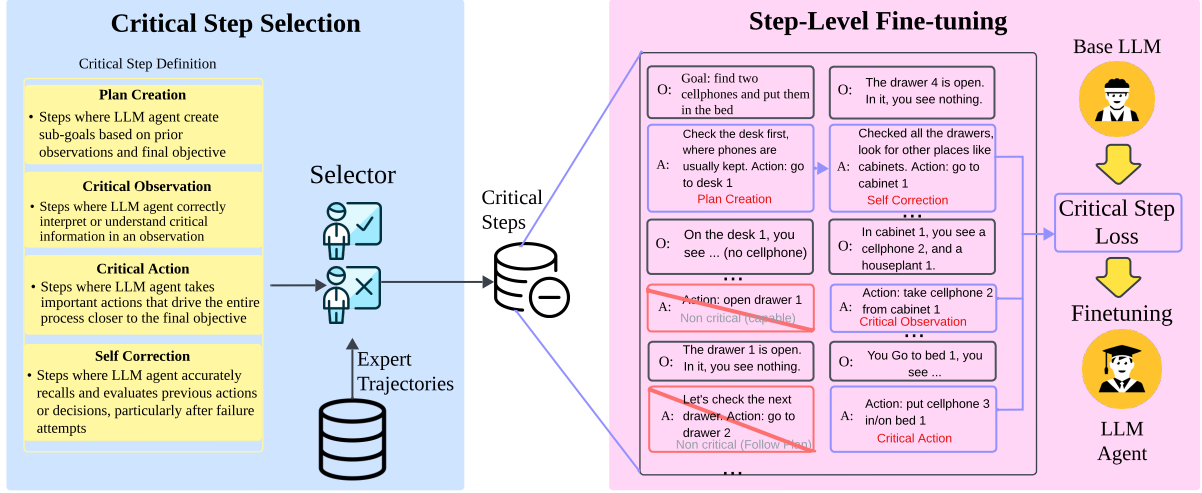 Critical Step Selection
Critical Step Definition
Plan Creation
• Steps where LLM agent create
sub-goals based on prior
observations and final objective
Critical Observation
• Steps where LLM agent correctly
interpret or understand critical
information in an observation
Critical Action
• Steps where LLM agent takes
important actions that drive the entire
process closer to the final objective
Self Correction
• Steps where LLM agent accurately
recalls and evaluates previous actions
or decisions, particularly after failure
attempts
Selector
Expert
Trajectories
Critical
Steps
Step-Level Fine-tuning
O: Goal: find two
cellphones and put them
in the bed
A: Check the desk first,
where phones are
usually kept. Action: go
to desk 1
Plan Creation
O: On the desk 1, you
see ... (no cellphone)
...
A: Action: open drawer 1
Non critical (capable)
O: The drawer 1 is open.
In it, you see nothing.
A: Let's check the next
drawer. Action: go to
drawer 2
Non critical (Follow Plan)
...
O: The drawer 4 is open.
In it, you see nothing.
A: Checked all the drawers,
look for other places like
cabinets. Action: go to
cabinet 1
Self Correction
...
O: In cabinet 1, you see a
cellphone 2, and a
houseplant 1.
A: Action: take cellphone 2
from cabinet 1
Critical Observation
...
O: You Go to bed 1, you
see ...
A: Action: put cellphone 3
in/on bed 1
Critical Action
Base LLM
Critical Step
Loss
Finetuning
LLM
Agent